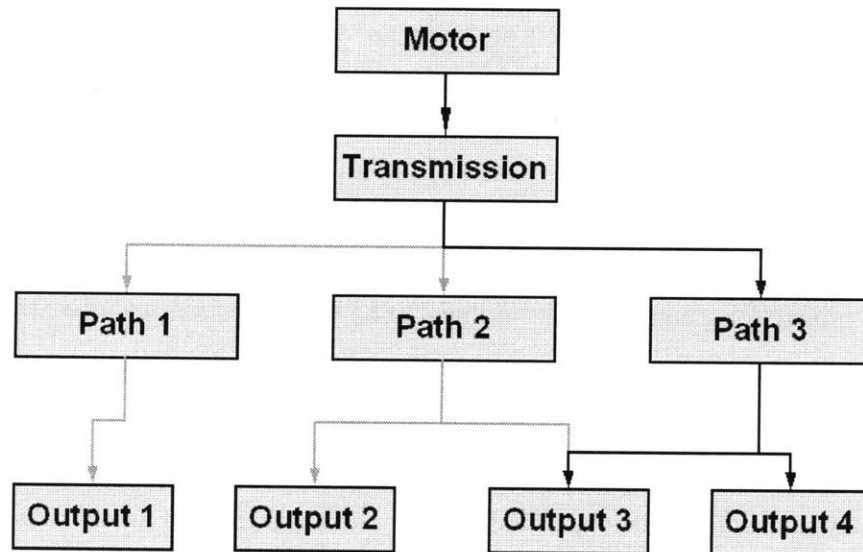 Motor
Transmission
Path 1
Path 2
Path 3
Output 1
Output 2
Output 3
Output 4